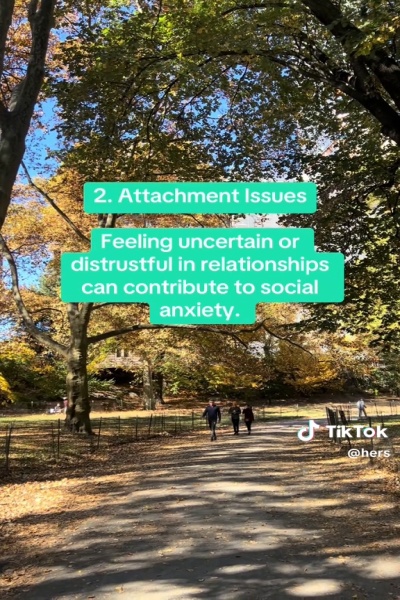 2. Attachment Issues
Feeling uncertain or
distrustful in relationships
can contribute to social
anxiety.
TikTok
@hers